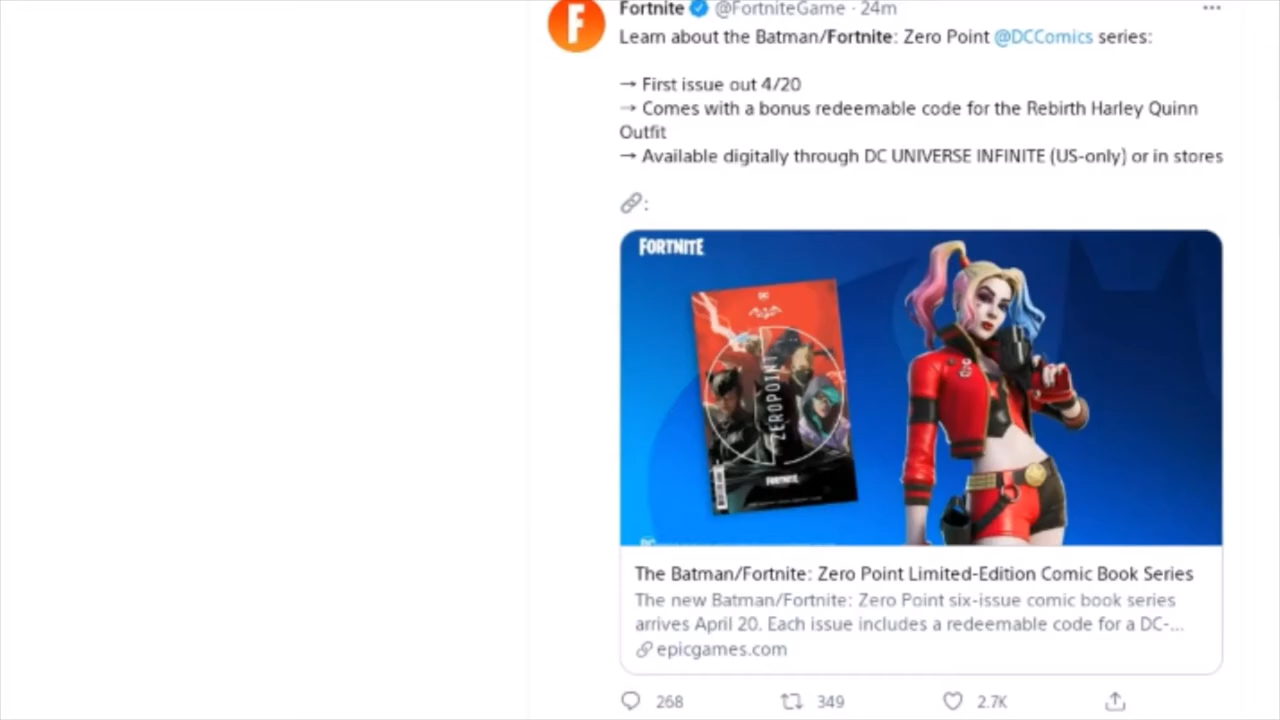 Fortnite @FortniteGame · 24m
Learn about the Batman/Fortnite: Zero Point @DCComics series:
→ First issue out 4/20
→ Comes with a bonus redeemable code for the Rebirth Harley Quinn
Outfit
→ Available digitally through DC UNIVERSE INFINITE (US-only) or in stores
:
FORTNITE
DC
ZEROPOINT
FORTNITE
DC
The Batman/Fortnite: Zero Point Limited-Edition Comic Book Series
The new Batman/Fortnite: Zero Point six-issue comic book series
arrives April 20. Each issue includes a redeemable code for a DC-...
epicgames.com
268 349 2.7K